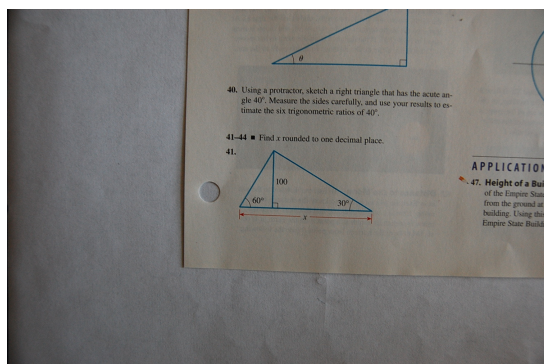 θ
40. Using a protractor, sketch a right triangle that has the acute an-
gle 40°. Measure the sides carefully, and use your results to es-
timate the six trigonometric ratios of 40°.
41–44 ■ Find x rounded to one decimal place.
41.
100
60°
30°
x
APPLICATION
47. Height of a Bui
of the Empire Stat
from the ground at
building. Using thi
Empire State Build